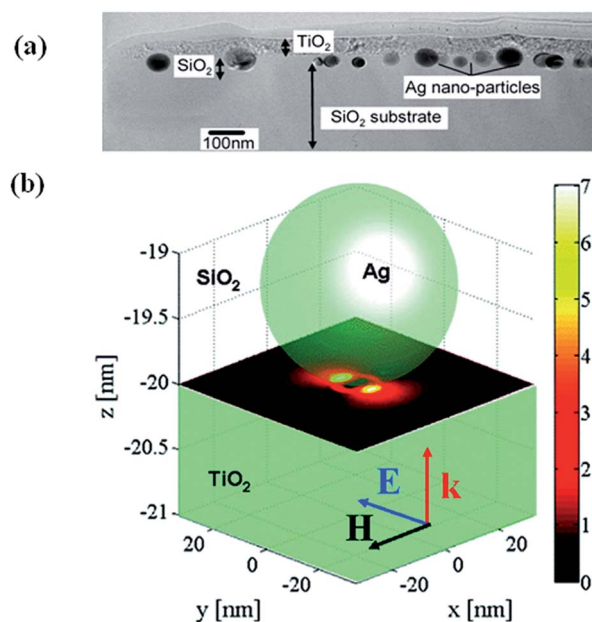 (a)
TiO2
SiO2
Ag nano-particles
SiO2 substrate
100nm
(b)
7
6
5
4
3
2
1
0
-19
-19.5
-20
-20.5
-21
z [nm]
SiO2
Ag
TiO2
E
k
H
20
0
-20
y [nm]
-20
0
20
x [nm]